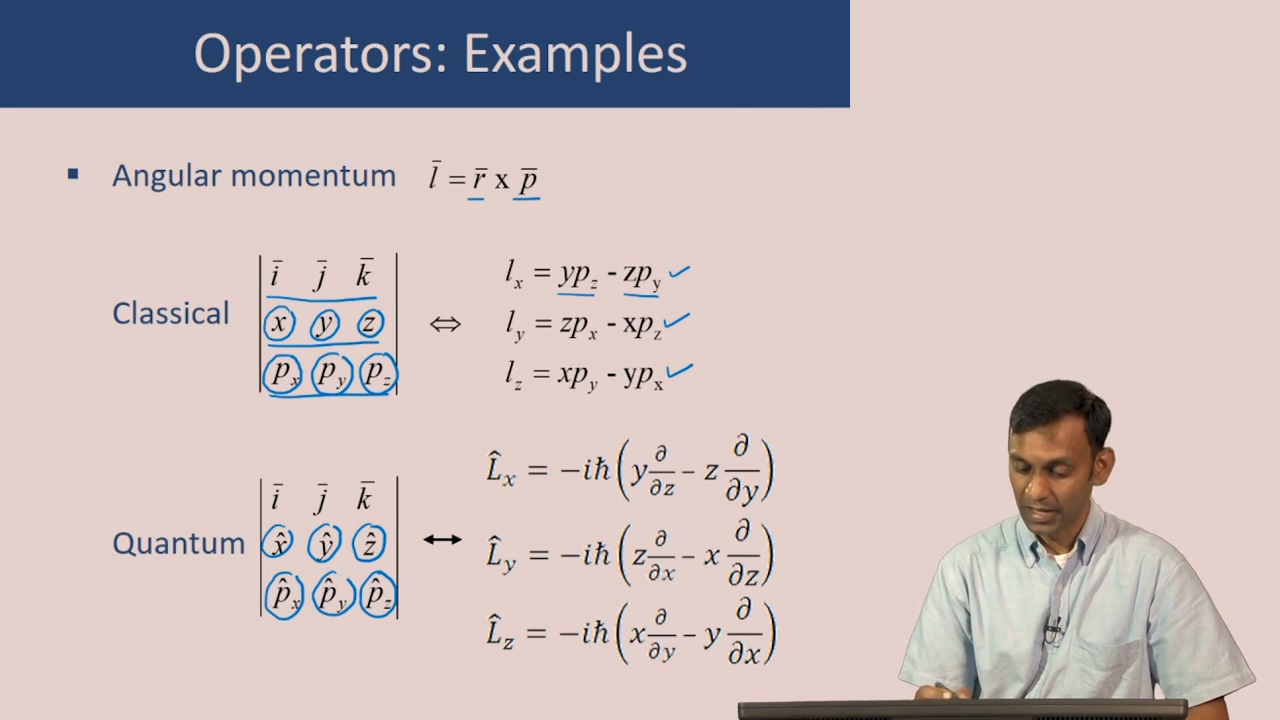 Operators: Examples
▪ Angular momentum l̄ = r̄ x p̄
Classical
ī j̄ k̄
x y z
pₓ p_y p_z
⇔
lₓ = yp_z - zp_y ✓
l_y = zpₓ - xp_z ✓
l_z = xp_y - ypₓ ✓
Quantum
ī j̄ k̄
x̂ ŷ ẑ
p̂ₓ p̂_y p̂_z
↔
L̂ₓ = −iħ(y ∂/∂z − z ∂/∂y)
L̂_y = −iħ(z ∂/∂x − x ∂/∂z)
L̂_z = −iħ(x ∂/∂y − y ∂/∂x)